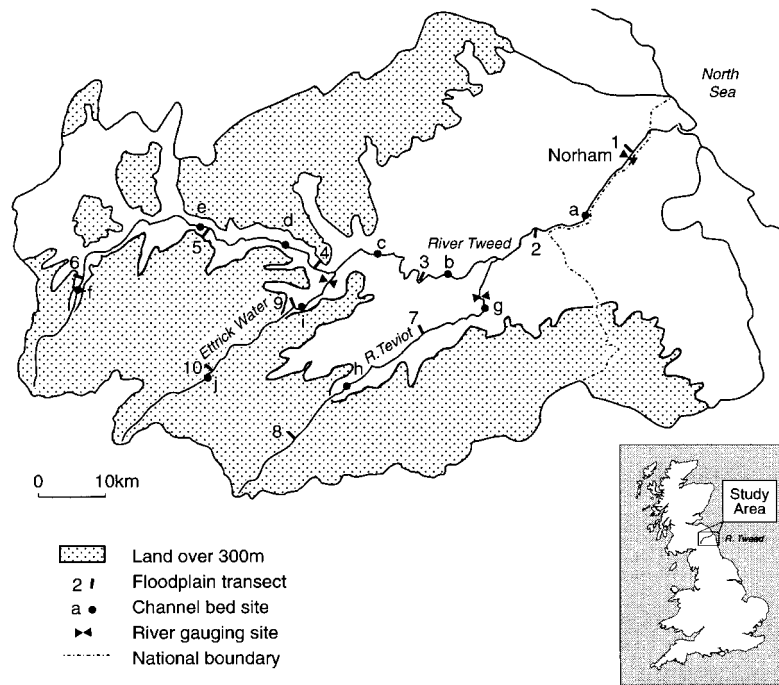 North
Sea
1
Norham
a
2
River Tweed
b
3
c
4
d
e
5
6
f
9
i
Ettrick Water
10
j
7
g
R.Teviot
h
8
0 10km
Land over 300m
2 Floodplain transect
a Channel bed site
River gauging site
National boundary
Study
Area
R. Tweed